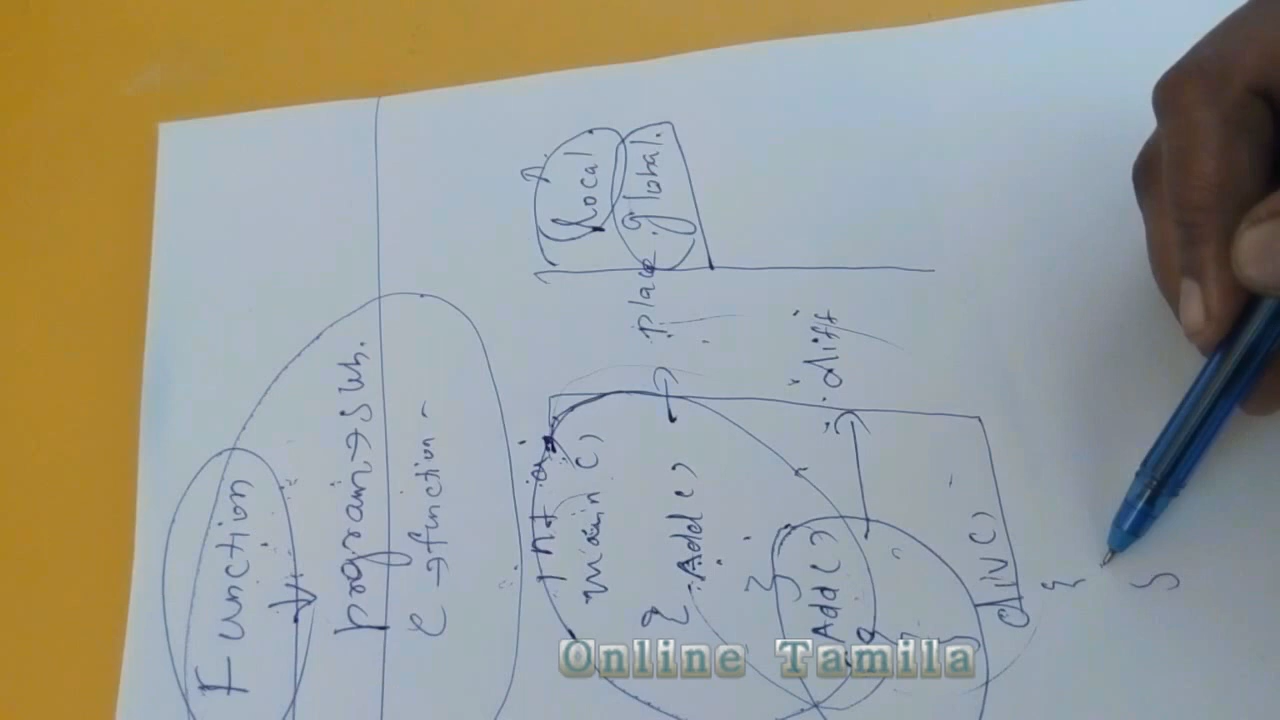 Function
program → sub.
C → function -
Local.
global.
int a
main()
{ Add() → place
}
Add() → diff
{
}
div()
{
}
Online Tamila